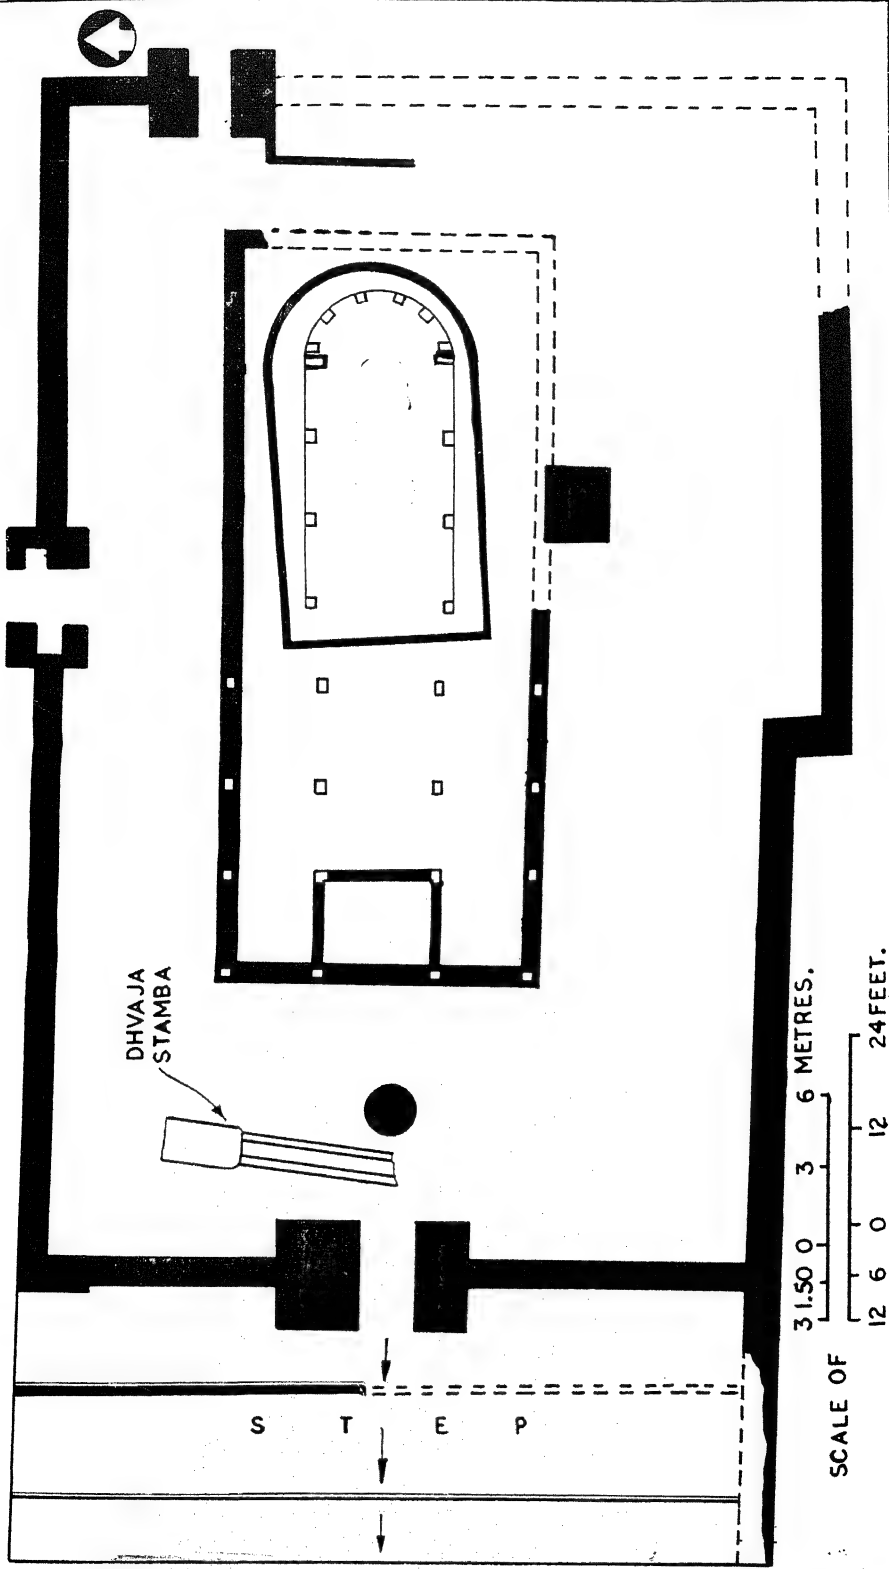 DHVAJA
STAMBA
S T E P
SCALE OF
3 1.50 0 3 6 METRES.
12 6 0 12 24 FEET.